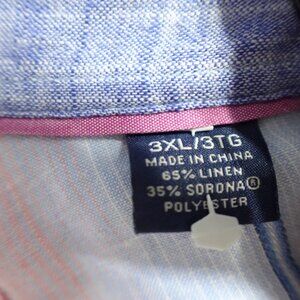 3XL/3TG
MADE IN CHINA
65% LINEN
35% SORONA®
POLYESTER